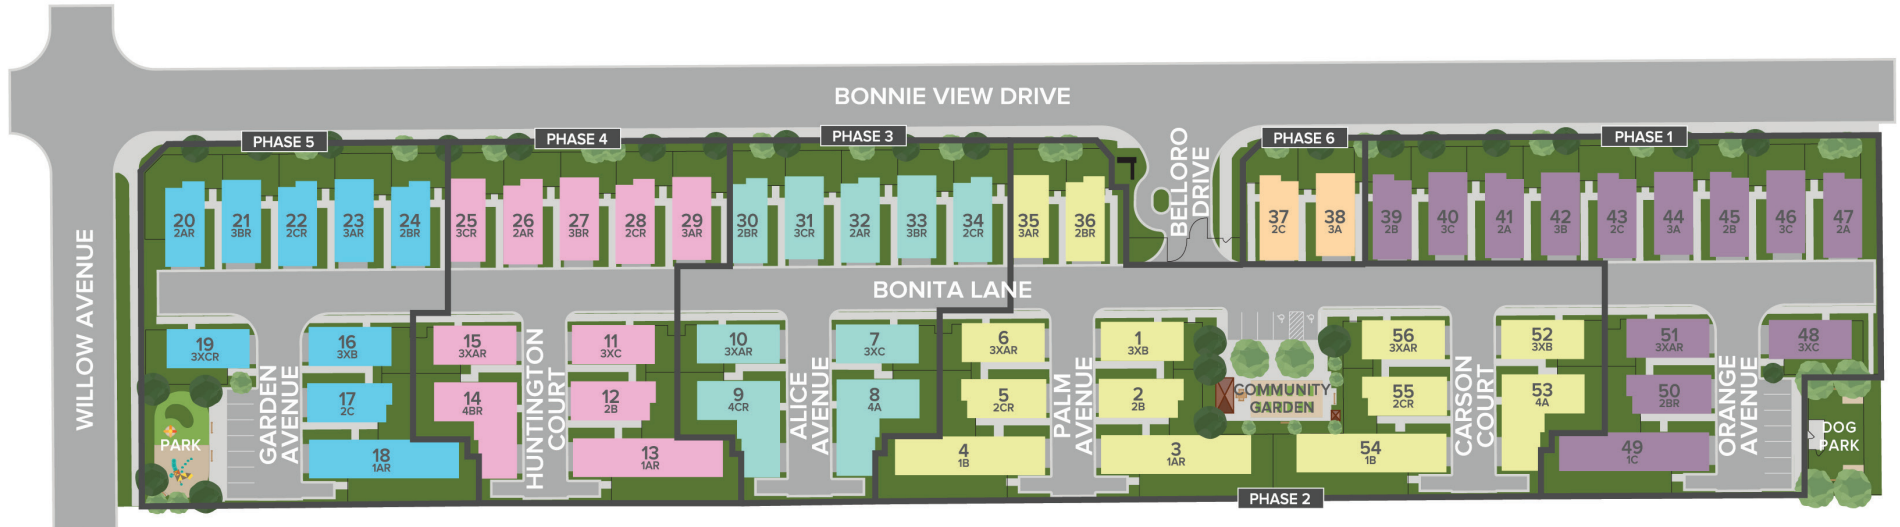 BONNIE VIEW DRIVE
PHASE 5
PHASE 4
PHASE 3
PHASE 6
PHASE 1
BELLORO
DRIVE
WILLOW AVENUE
20
2AR
21
3BR
22
2CR
23
3AR
24
2BR
25
3CR
26
2AR
27
3BR
28
2CR
29
3AR
30
2BR
31
3CR
32
2AR
33
3BR
34
2CR
35
3AR
36
2BR
37
2C
38
3A
39
2B
40
3C
41
2A
42
3B
43
2C
44
3A
45
2B
46
3C
47
2A
BONITA LANE
19
3XCR
16
3XB
15
3XAR
11
3XC
10
3XAR
7
3XC
6
3XAR
1
3XB
56
3XAR
52
3XB
51
3XAR
48
3XC
GARDEN
AVENUE
HUNTINGTON
COURT
ALICE
AVENUE
PALM
AVENUE
COMMUNITY
GARDEN
CARSON
COURT
ORANGE
AVENUE
17
2C
14
4BR
12
2B
9
4CR
8
4A
5
2CR
2
2B
55
2CR
53
4A
50
2BR
PARK
DOG
PARK
18
1AR
13
1AR
4
1B
3
1AR
54
1B
49
1C
PHASE 2